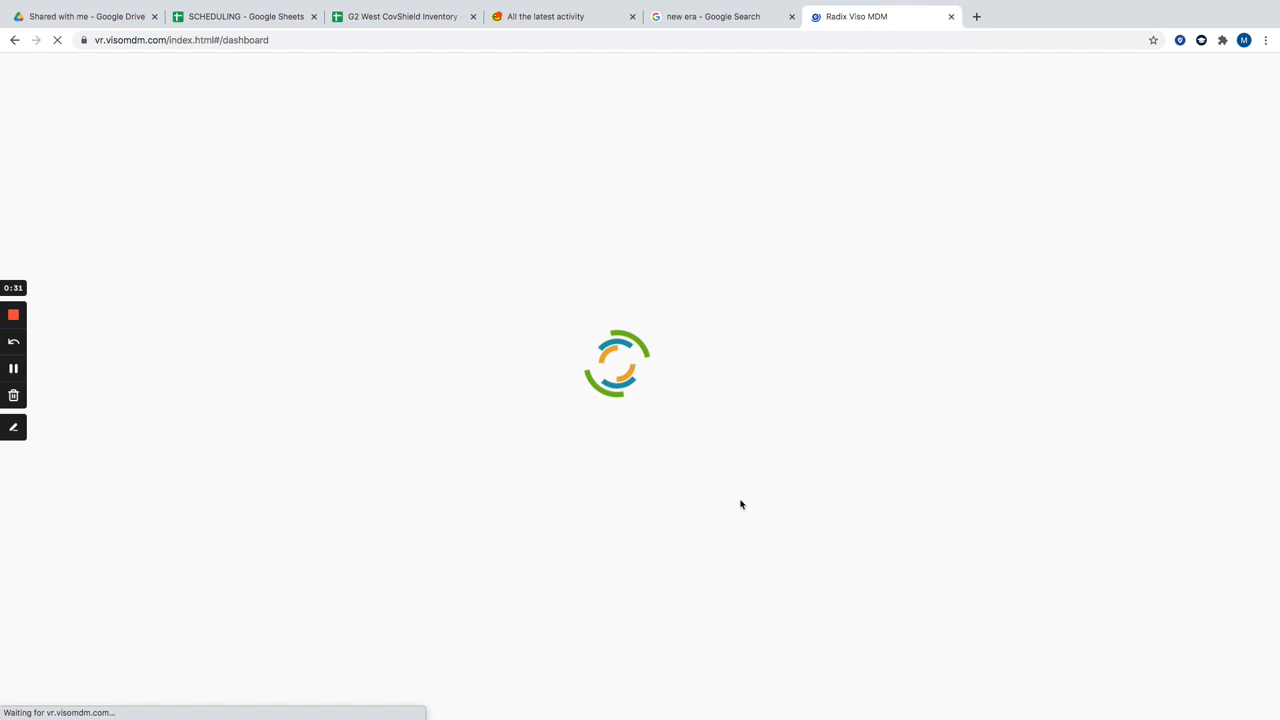 Shared with me - Google Drive
SCHEDULING - Google Sheets
G2 West CovShield Inventory
All the latest activity
new era - Google Search
Radix Viso MDM
vr.visomdm.com/index.html#/dashboard
M
0:31
Waiting for vr.visomdm.com...